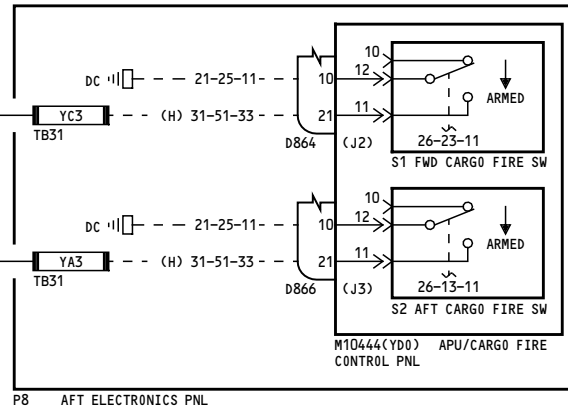 10
DC 21-25-11 10 12
ARMED
YC3 (H) 31-51-33 21 11
TB31 26-23-11
D864 (J2)
S1 FWD CARGO FIRE SW
10
DC 21-25-11 10 12
ARMED
YA3 (H) 31-51-33 21 11
TB31 26-13-11
D866 (J3)
S2 AFT CARGO FIRE SW
M10444(YD0) APU/CARGO FIRE
CONTROL PNL
P8 AFT ELECTRONICS PNL